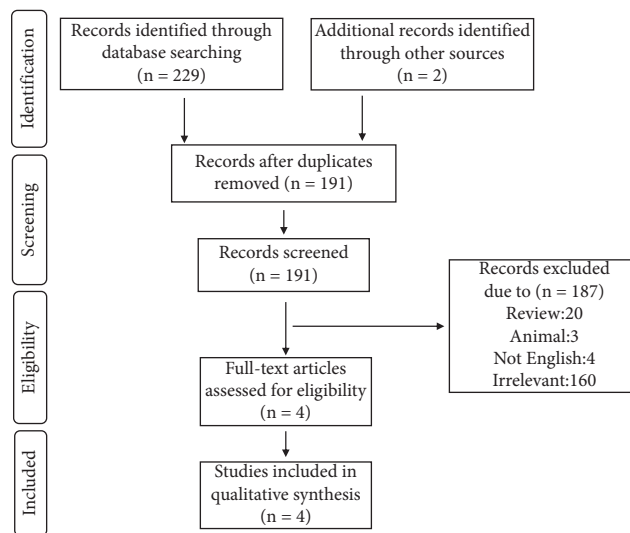 Identification
Records identified through
database searching
(n = 229)
Additional records identified
through other sources
(n = 2)
Records after duplicates
removed (n = 191)
Screening
Records screened
(n = 191)
Records excluded
due to (n = 187)
Review:20
Animal:3
Not English:4
Irrelevant:160
Eligibility
Full-text articles
assessed for eligibility
(n = 4)
Included
Studies included in
qualitative synthesis
(n = 4)